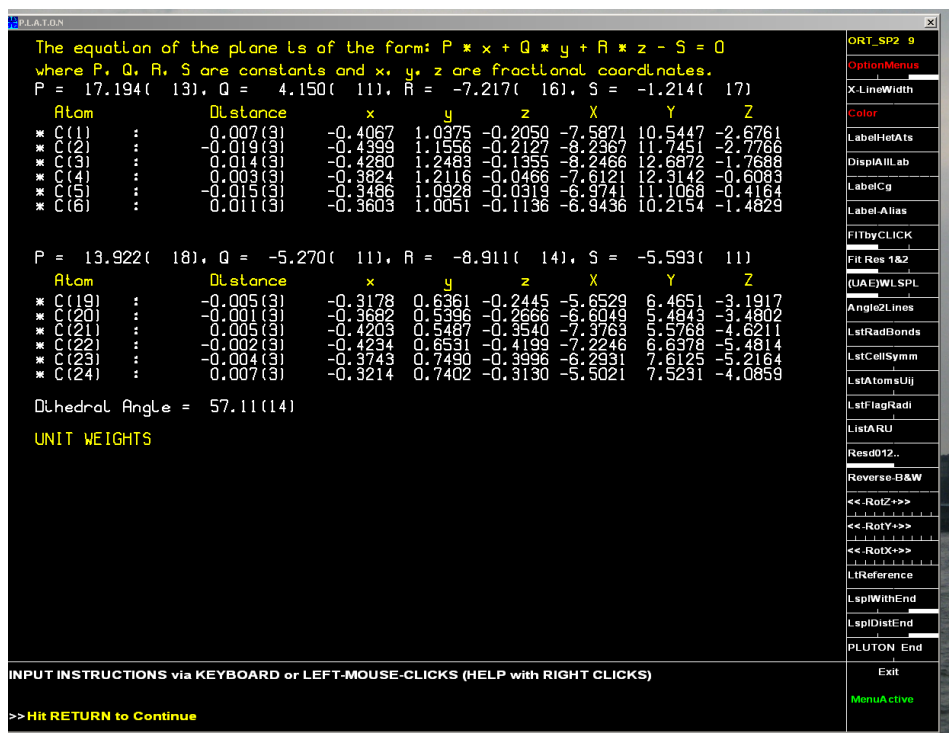 P.L.A.T.O.N
x
The equation of the plane is of the form: P * x + Q * y + R * z - S = 0
where P, Q, R, S are constants and x, y, z are fractional coordinates.
P = 17.194( 13), Q = 4.150( 11), R = -7.217( 16), S = -1.214( 17)
Atom Distance x y z X Y Z
* C(1) : 0.007(3) -0.4067 1.0375 -0.2050 -7.5871 10.5447 -2.6761
* C(2) : -0.019(3) -0.4399 1.1556 -0.2127 -8.2367 11.7451 -2.7766
* C(3) : 0.014(3) -0.4280 1.2483 -0.1355 -8.2466 12.6872 -1.7688
* C(4) : 0.003(3) -0.3824 1.2116 -0.0466 -7.6121 12.3142 -0.6083
* C(5) : -0.015(3) -0.3486 1.0928 -0.0319 -6.9741 11.1068 -0.4164
* C(6) : 0.011(3) -0.3603 1.0051 -0.1136 -6.9436 10.2154 -1.4829
P = 13.922( 18), Q = -5.270( 11), R = -8.911( 14), S = -5.593( 11)
Atom Distance x y z X Y Z
* C(19) : -0.005(3) -0.3178 0.6361 -0.2445 -5.6529 6.4651 -3.1917
* C(20) : -0.001(3) -0.3682 0.5396 -0.2666 -6.6049 5.4843 -3.4802
* C(21) : 0.005(3) -0.4203 0.5487 -0.3540 -7.3763 5.5768 -4.6211
* C(22) : -0.002(3) -0.4234 0.6531 -0.4199 -7.2246 6.6378 -5.4814
* C(23) : -0.004(3) -0.3743 0.7490 -0.3996 -6.2931 7.6125 -5.2164
* C(24) : 0.007(3) -0.3214 0.7402 -0.3130 -5.5021 7.5231 -4.0859
Dihedral Angle = 57.11(14)
UNIT WEIGHTS
ORT_SP2 9
OptionMenus
X-LineWidth
Color
LabelHetAts
DisplAllLab
LabelCg
Label-Alias
FITbyCLICK
Fit Res 1&2
(UAE)WLSPL
Angle2Lines
LstRadBonds
LstCellSymm
LstAtomsUij
LstFlagRadi
ListARU
Resd012..
Reverse-B&W
<<-RotZ+>>
<<-RotY+>>
<<-RotX+>>
LtReference
LsplWithEnd
LsplDistEnd
PLUTON End
Exit
MenuActive
INPUT INSTRUCTIONS via KEYBOARD or LEFT-MOUSE-CLICKS (HELP with RIGHT CLICKS)
>>Hit RETURN to Continue